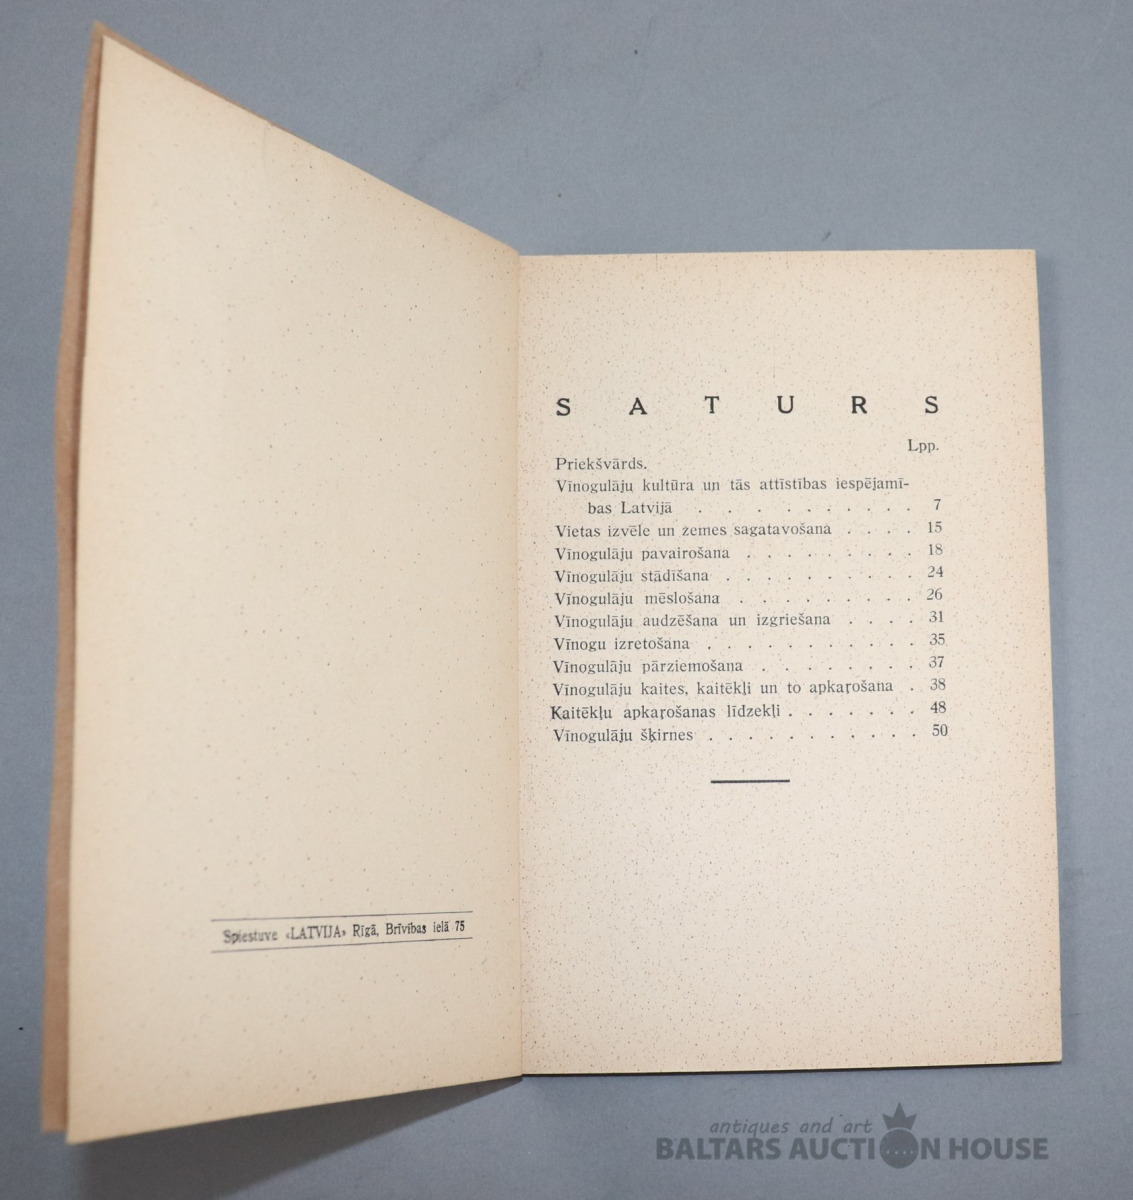 Spiestuve «LATVIJA» Rīgā, Brīvības ielā 75
SATURS
Lpp.
Priekšvārds.
Vīnogulāju kultūra un tās attīstības iespējamī-
bas Latvijā . . . . . . . . . . 7
Vietas izvēle un zemes sagatavošana . . . . 15
Vīnogulāju pavairošana . . . . . . . . . 18
Vīnogulāju stādīšana . . . . . . . . . . 24
Vīnogulāju mēslošana . . . . . . . . . 26
Vīnogulāju audzēšana un izgriešana . . . . 31
Vīnogu izretošana . . . . . . . . . . 35
Vīnogulāju pārziemošana . . . . . . . . 37
Vīnogulāju kaites, kaitēkļi un to apkaŗošana . 38
Kaitēkļu apkaŗošanas līdzekļi . . . . . . . 48
Vīnogulāju šķirnes . . . . . . . . . . . 50
antiques and art
BALTARS AUCTION HOUSE